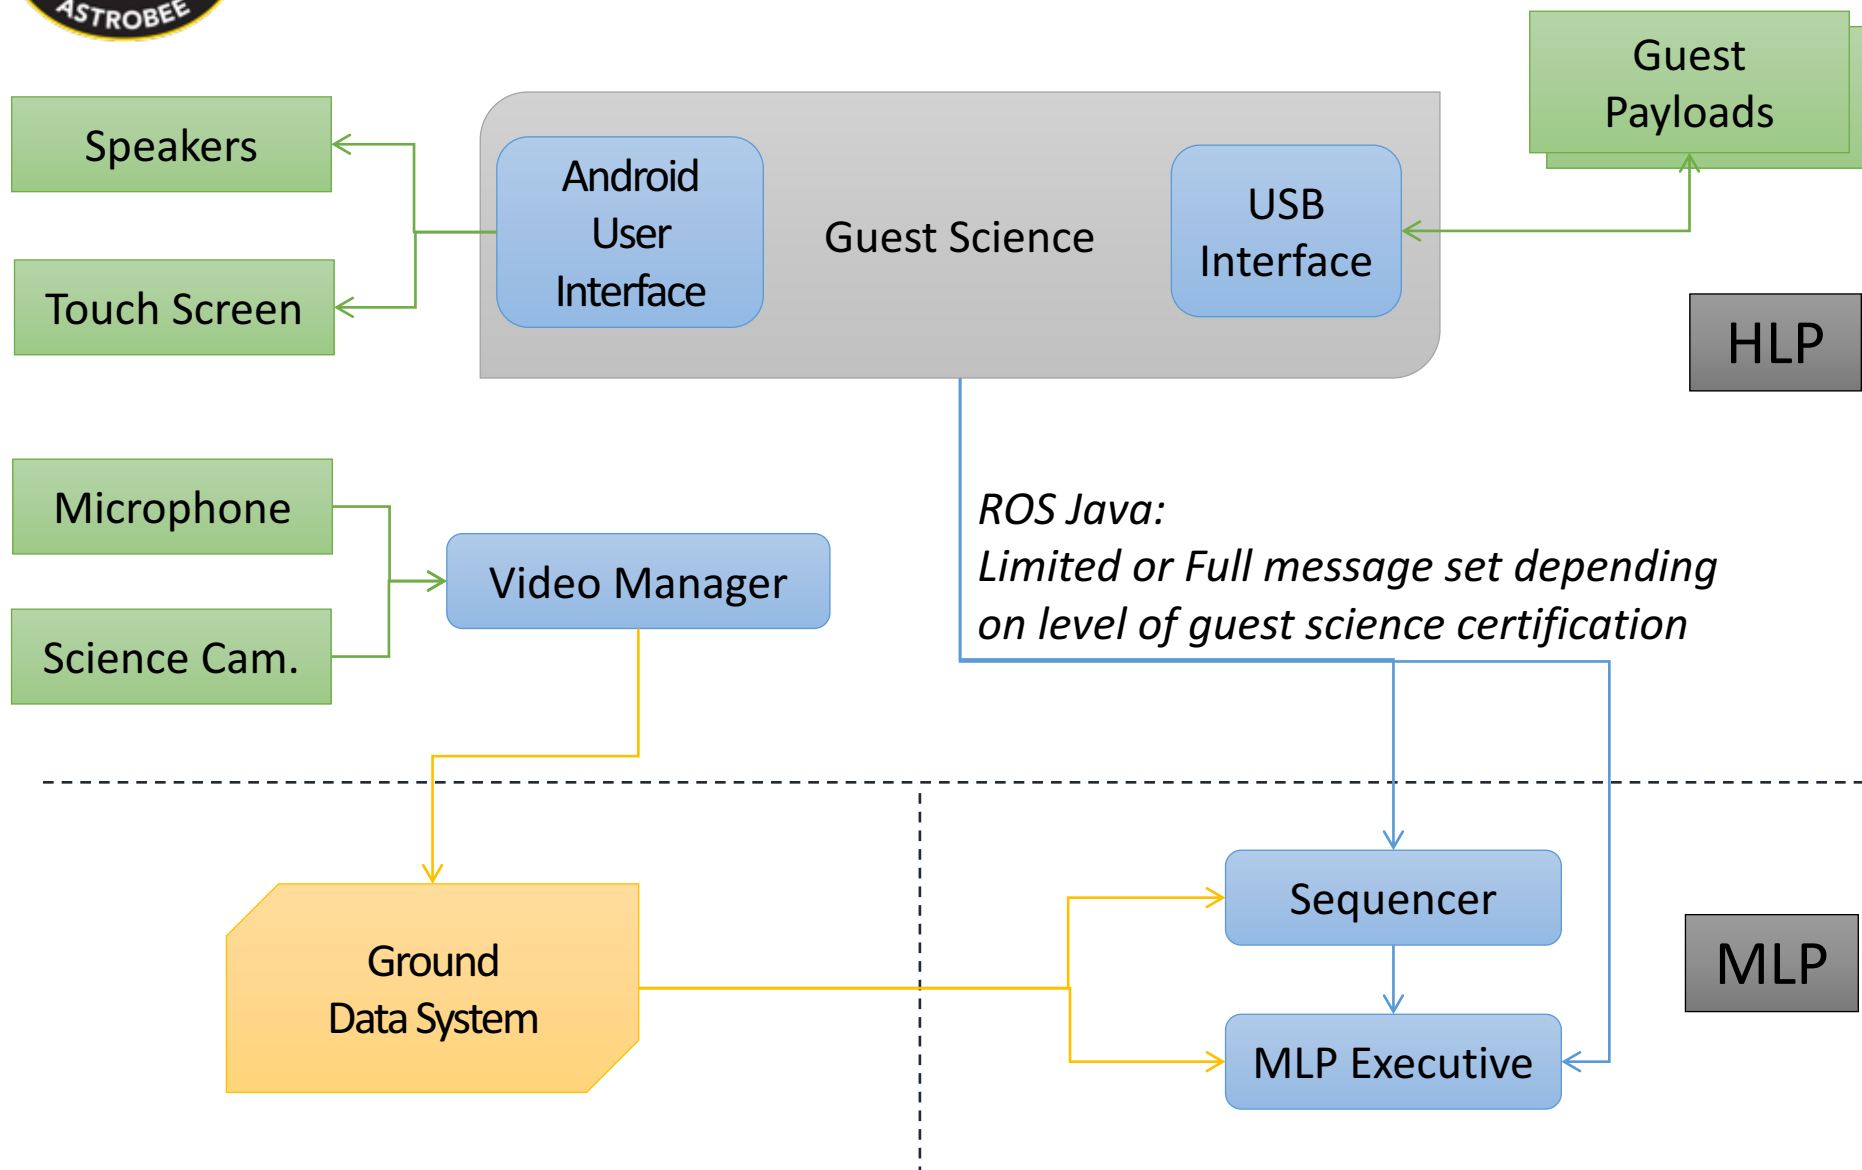 ASTROBEE
Guest
Payloads
Speakers
Android
User
Interface
Guest Science
USB
Interface
Touch Screen
HLP
Microphone
Science Cam.
Video Manager
ROS Java:
Limited or Full message set depending
on level of guest science certification
Ground
Data System
Sequencer
MLP Executive
MLP